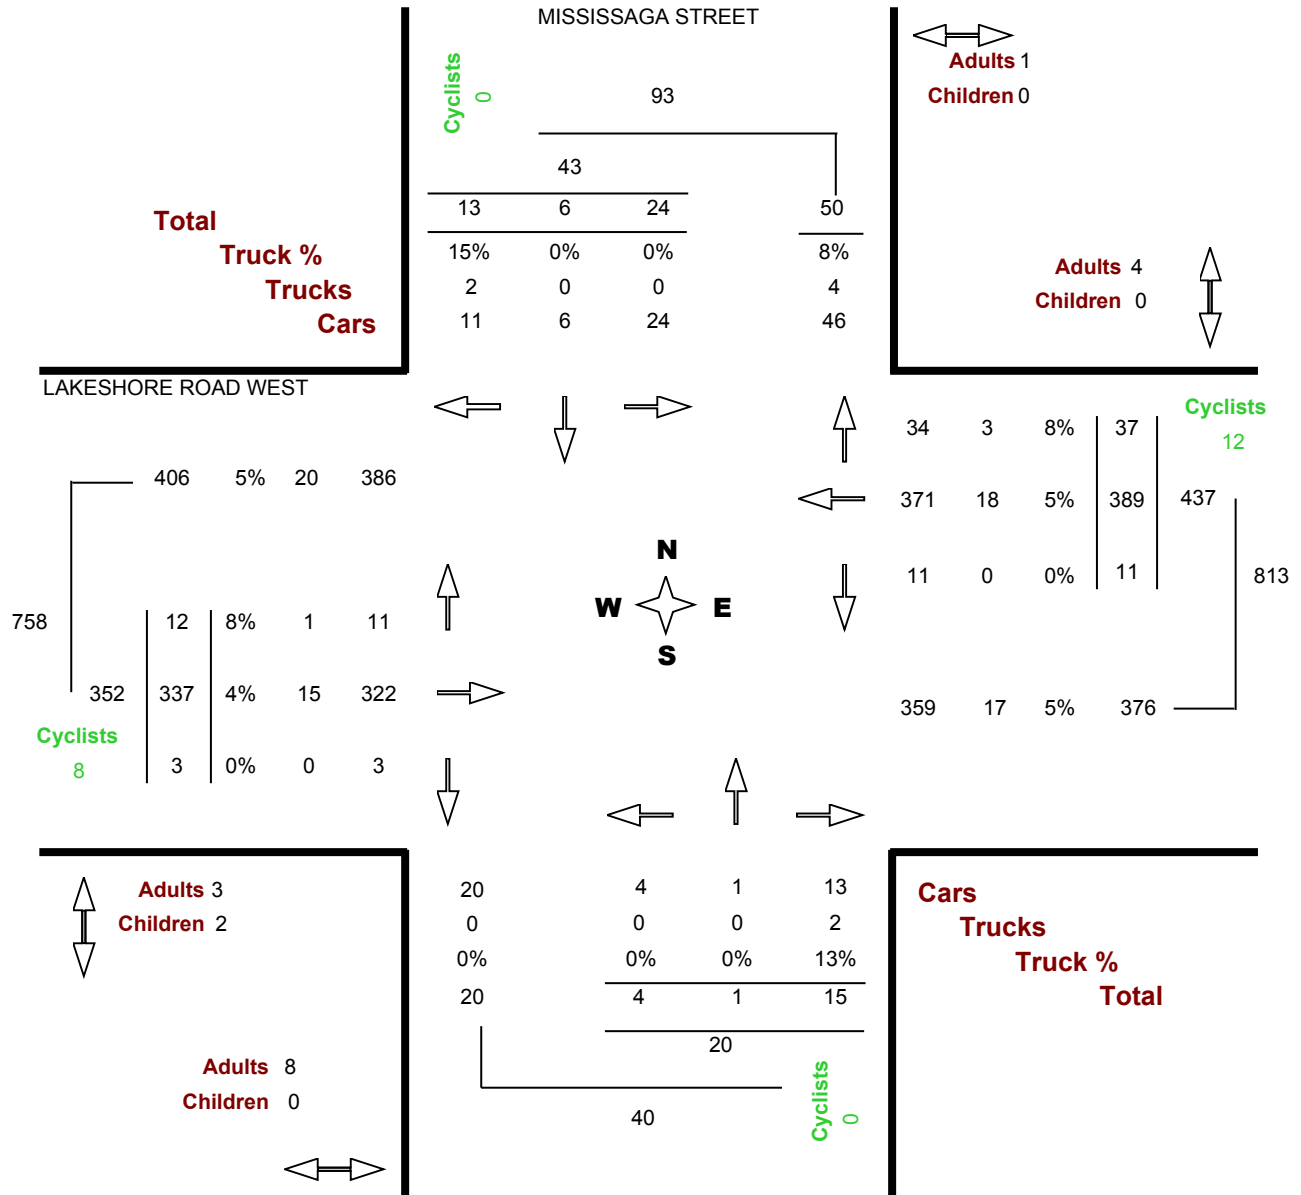 MISSISSAGA STREET
Cyclists
0
93
Adults 1
Children 0
43
Total
13 6 24 50
Truck %
15% 0% 0% 8%
Trucks
2 0 0 4
Cars
11 6 24 46
Adults 4
Children 0
LAKESHORE ROAD WEST
Cyclists
12
34 3 8% 37
406 5% 20 386
371 18 5% 389 437
11 0 0% 11
813
N
W E
S
758
12 8% 1 11
352 337 4% 15 322
Cyclists
8
3 0% 0 3
359 17 5% 376
Adults 3
Children 2
20 4 1 13
0 0 0 2
0% 0% 0% 13%
20 4 1 15
Cars
Trucks
Truck %
Total
20
Adults 8
Children 0
40
Cyclists
0